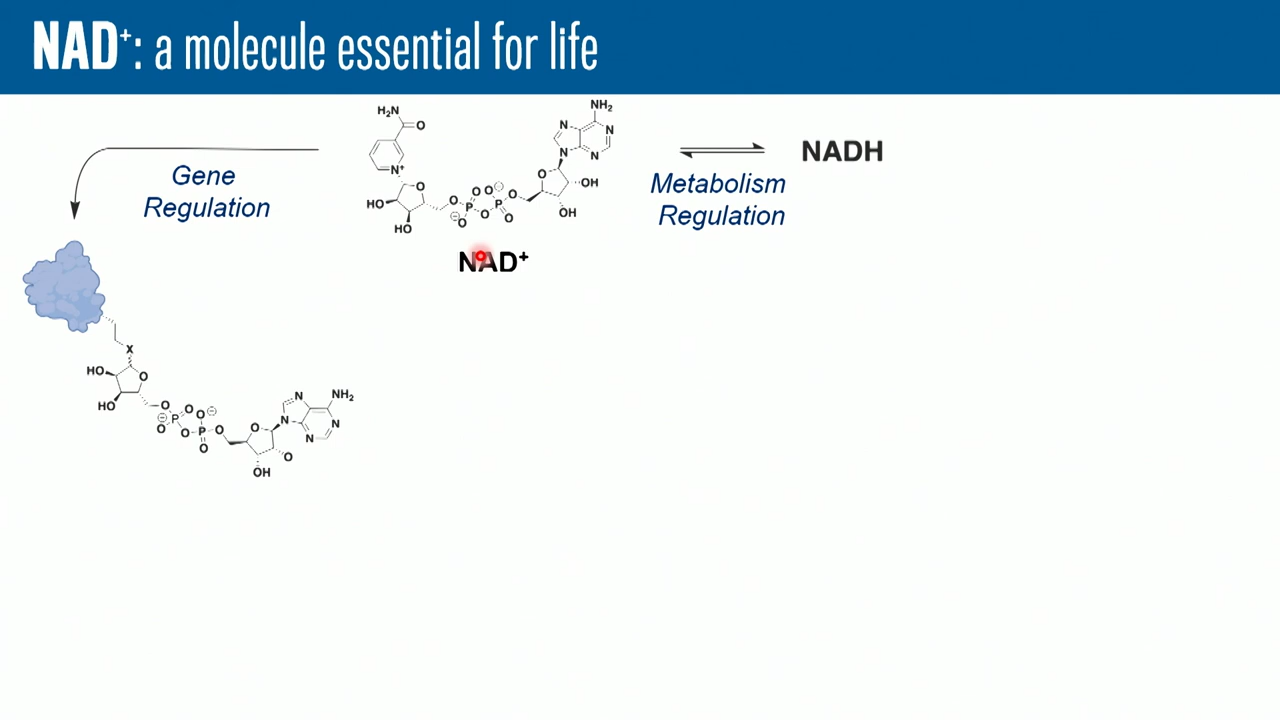 NAD⁺: a molecule essential for life
Gene
Regulation
H₂N
O
N⁺
HO
HO
O
O
P
O
O
O
⊖
⊖
O
P
O
O
O
N
N
N
N
NH₂
OH
OH
NAD⁺
Metabolism
Regulation
NADH
X
HO
HO
O
O
P
O
O
O
⊖
⊖
O
P
O
O
O
N
N
N
N
NH₂
O
OH